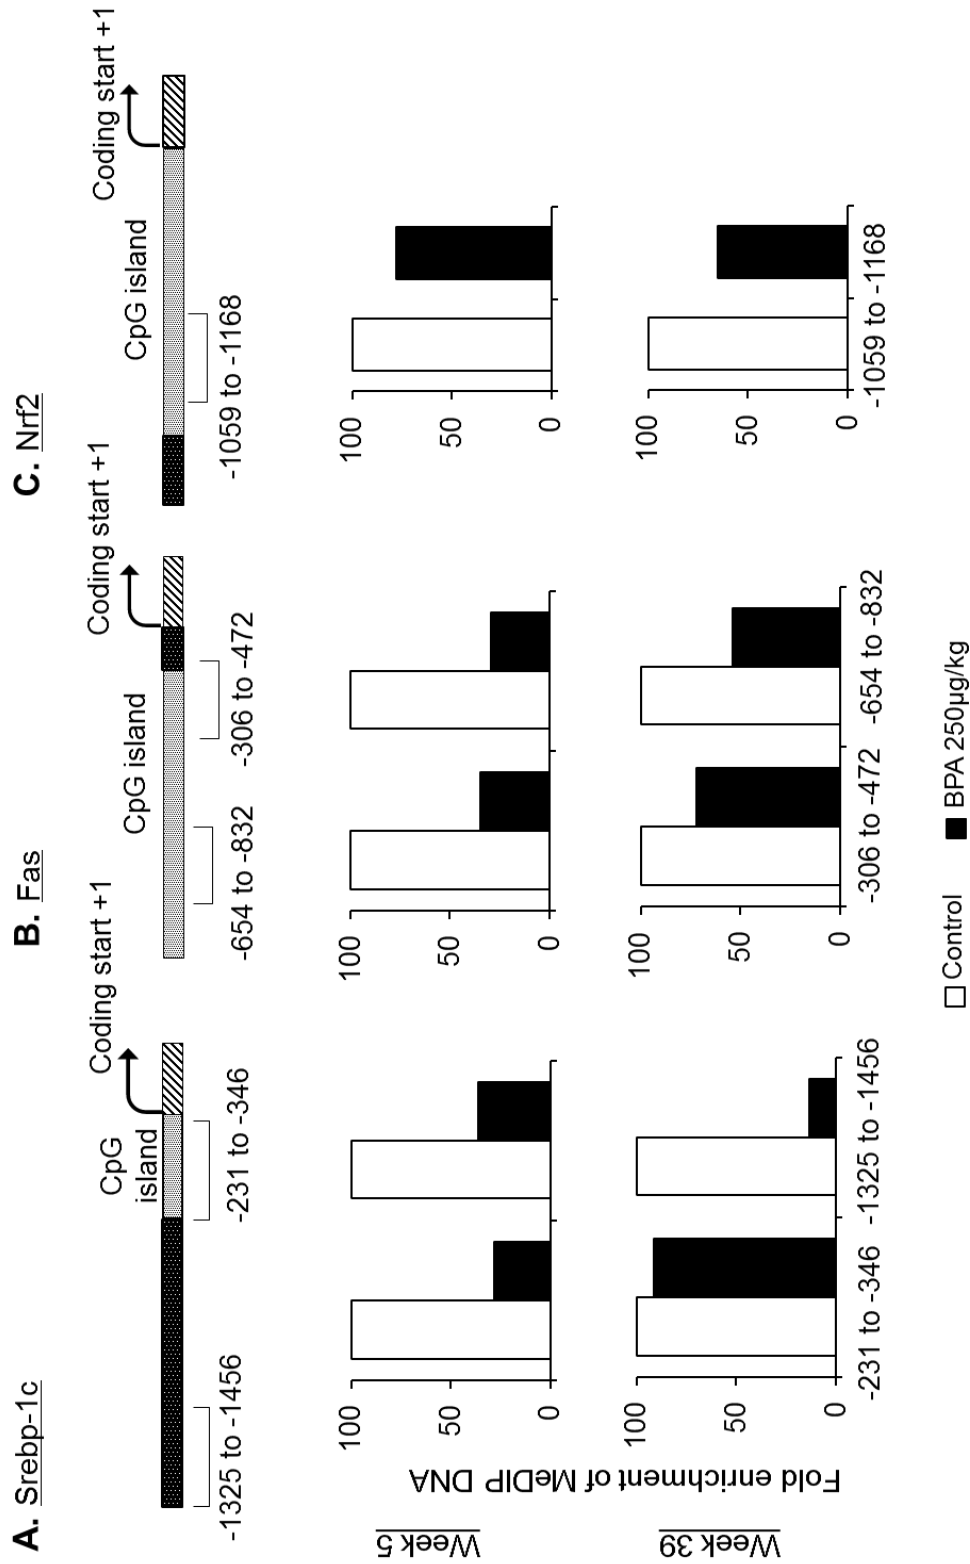 A. Srebp-1c
B. Fas
C. Nrf2
Coding start +1
CpG
island
-1325 to -1456
-231 to -346
Coding start +1
CpG island
-654 to -832
-306 to -472
Coding start +1
CpG island
-1059 to -1168
Fold enrichment of MeDIP DNA
Week 5
100
50
0
100
50
0
100
50
0
Week 39
100
50
0
-231 to -346
-1325 to -1456
100
50
0
-306 to -472
-654 to -832
100
50
0
-1059 to -1168
Control
BPA 250µg/kg